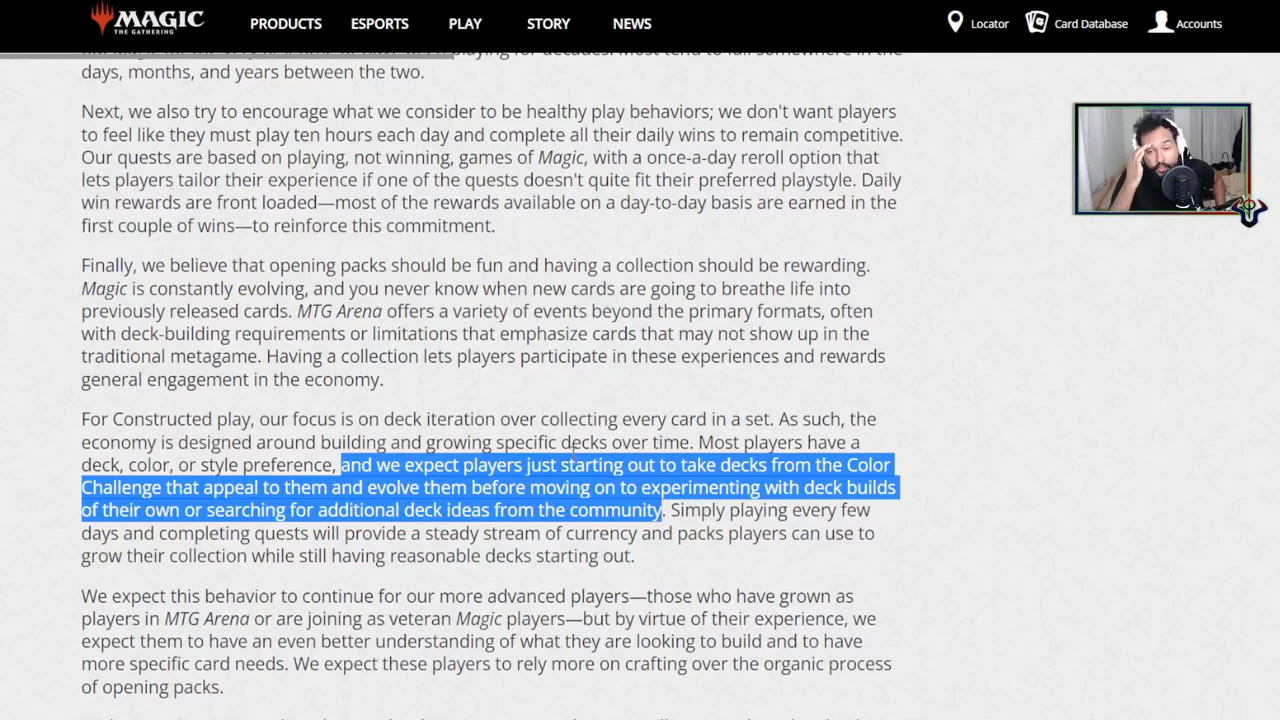 MAGIC
THE GATHERING
PRODUCTS ESPORTS PLAY STORY NEWS
Locator Card Database Accounts
playing for decades. Most tend to fall somewhere in the
days, months, and years between the two.
Next, we also try to encourage what we consider to be healthy play behaviors; we don't want players
to feel like they must play ten hours each day and complete all their daily wins to remain competitive.
Our quests are based on playing, not winning, games of Magic, with a once-a-day reroll option that
lets players tailor their experience if one of the quests doesn't quite fit their preferred playstyle. Daily
win rewards are front loaded—most of the rewards available on a day-to-day basis are earned in the
first couple of wins—to reinforce this commitment.
Finally, we believe that opening packs should be fun and having a collection should be rewarding.
Magic is constantly evolving, and you never know when new cards are going to breathe life into
previously released cards. MTG Arena offers a variety of events beyond the primary formats, often
with deck-building requirements or limitations that emphasize cards that may not show up in the
traditional metagame. Having a collection lets players participate in these experiences and rewards
general engagement in the economy.
For Constructed play, our focus is on deck iteration over collecting every card in a set. As such, the
economy is designed around building and growing specific decks over time. Most players have a
deck, color, or style preference, and we expect players just starting out to take decks from the Color
Challenge that appeal to them and evolve them before moving on to experimenting with deck builds
of their own or searching for additional deck ideas from the community. Simply playing every few
days and completing quests will provide a steady stream of currency and packs players can use to
grow their collection while still having reasonable decks starting out.
We expect this behavior to continue for our more advanced players—those who have grown as
players in MTG Arena or are joining as veteran Magic players—but by virtue of their experience, we
expect them to have an even better understanding of what they are looking to build and to have
more specific card needs. We expect these players to rely more on crafting over the organic process
of opening packs.